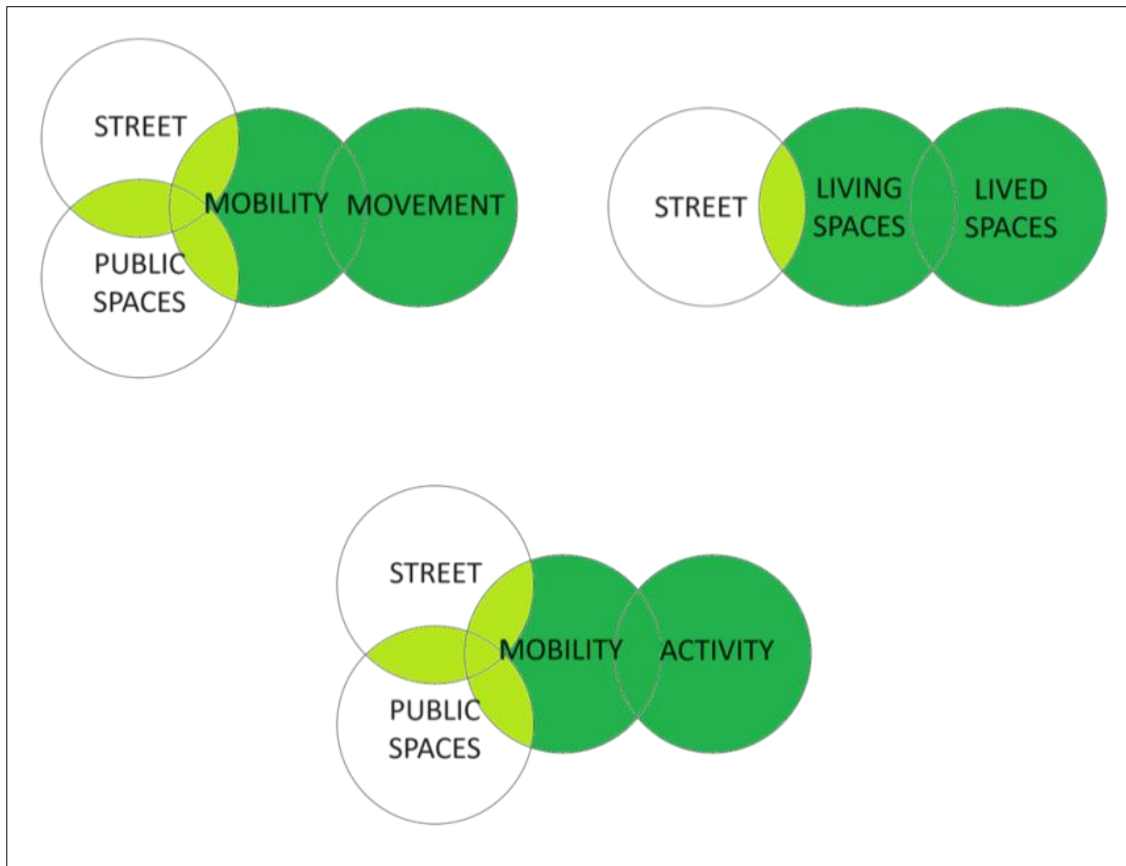 STREET
MOBILITY
MOVEMENT
PUBLIC
SPACES
STREET
LIVING
SPACES
LIVED
SPACES
STREET
MOBILITY
ACTIVITY
PUBLIC
SPACES